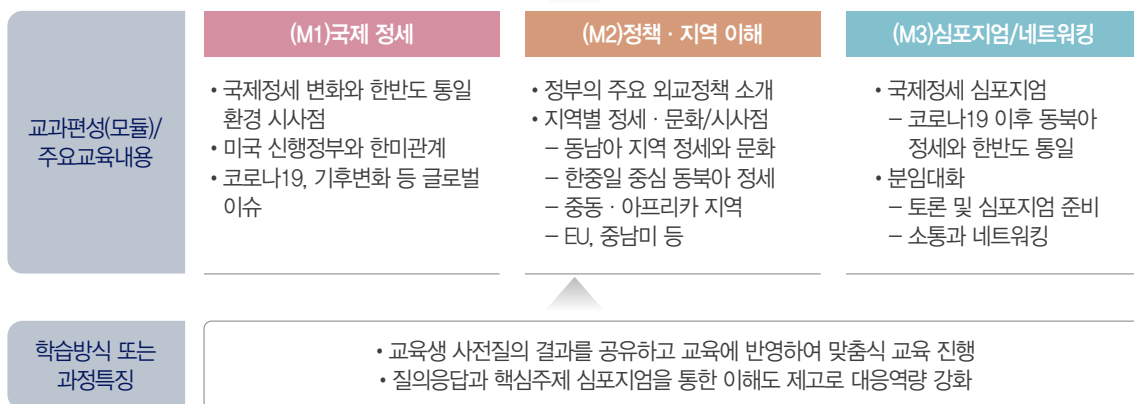 교과편성(모듈)/
주요교육내용
(M1)국제 정세
• 국제정세 변화와 한반도 통일
환경 시사점
• 미국 신행정부와 한미관계
• 코로나19, 기후변화 등 글로벌
이슈
(M2)정책 · 지역 이해
• 정부의 주요 외교정책 소개
• 지역별 정세 · 문화/시사점
– 동남아 지역 정세와 문화
– 한중일 중심 동북아 정세
– 중동 · 아프리카 지역
– EU, 중남미 등
(M3)심포지엄/네트워킹
• 국제정세 심포지엄
– 코로나19 이후 동북아
정세와 한반도 통일
• 분임대화
– 토론 및 심포지엄 준비
– 소통과 네트워킹
학습방식 또는
과정특징
• 교육생 사전질의 결과를 공유하고 교육에 반영하여 맞춤식 교육 진행
• 질의응답과 핵심주제 심포지엄을 통한 이해도 제고로 대응역량 강화